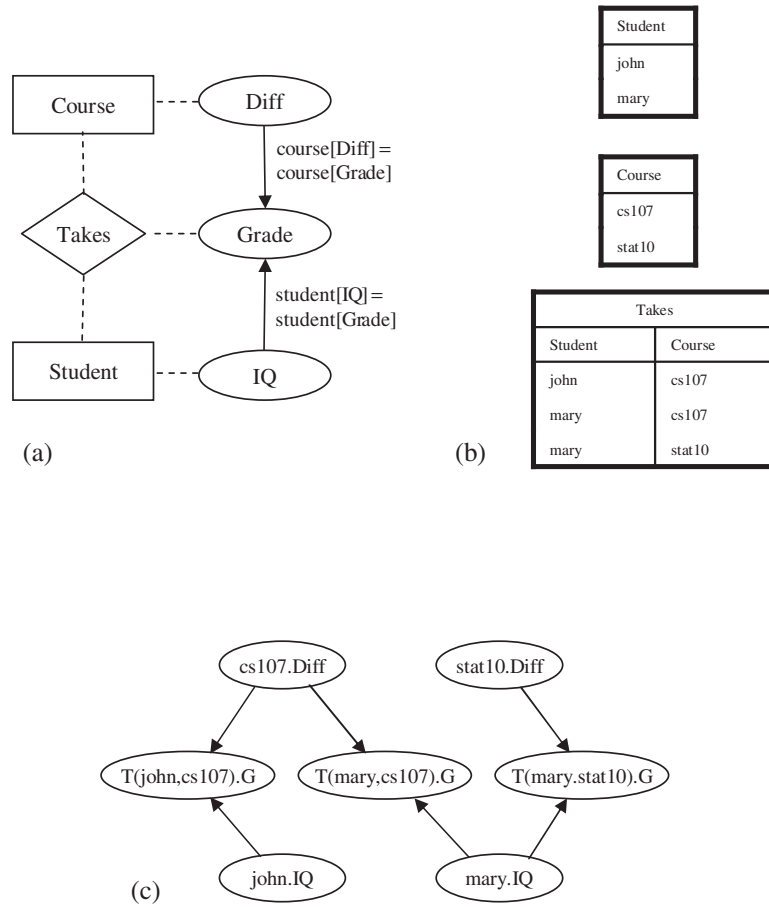 Course
Diff
course[Diff]=
course[Grade]
Takes
Grade
student[IQ]=
student[Grade]
Student
IQ
(a)
Student
john
mary
Course
cs107
stat10
Takes
Student Course
john cs107
mary cs107
mary stat10
(b)
cs107.Diff stat10.Diff
T(john,cs107).G T(mary,cs107).G T(mary.stat10).G
john.IQ mary.IQ
(c)